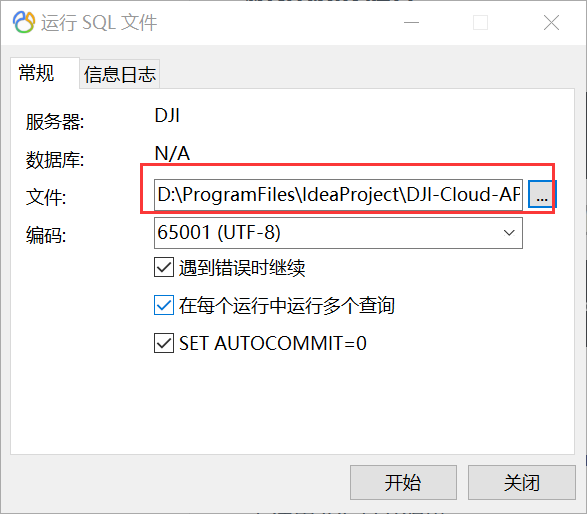 运行 SQL 文件
常规
信息日志
服务器:
DJI
数据库:
N/A
文件:
D:\ProgramFiles\IdeaProject\DJI-Cloud-AP
...
编码:
65001 (UTF-8)
遇到错误时继续
在每个运行中运行多个查询
SET AUTOCOMMIT=0
开始
关闭